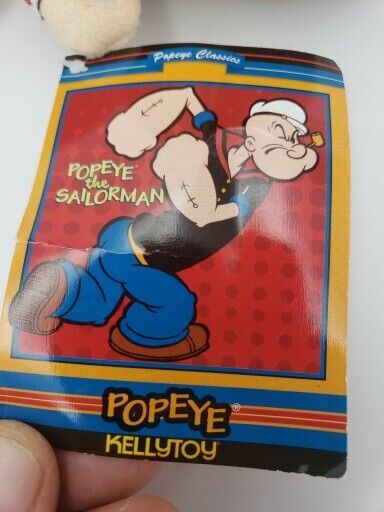 Popeye Classics
POPEYE
the
SAILORMAN
POPEYE®
KELLYTOY